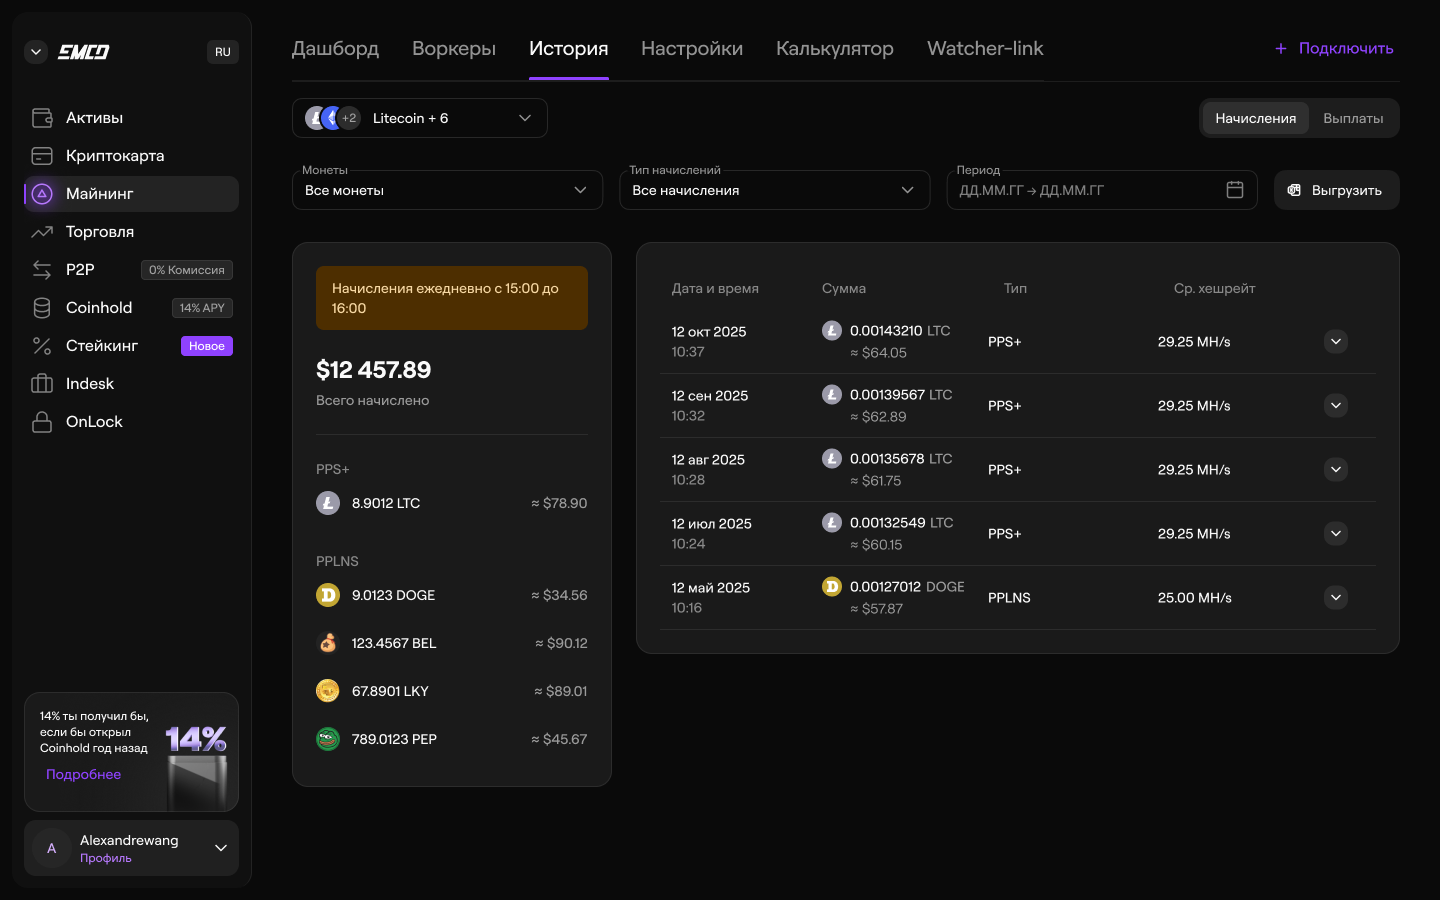 EMCD
RU
Активы
Криптокарта
Майнинг
Торговля
P2P
0% Комиссия
Coinhold
14% APY
Стейкинг
Новое
Indesk
OnLock
14% ты получил бы,
если бы открыл
Coinhold год назад
Подробнее
14%
A
Alexandrewang
Профиль
Дашборд
Воркеры
История
Настройки
Калькулятор
Watcher-link
+ Подключить
+2
Litecoin + 6
Начисления
Выплаты
Монеты
Все монеты
Тип начислений
Все начисления
Период
ДД.ММ.ГГ → ДД.ММ.ГГ
Выгрузить
Начисления ежедневно с 15:00 до
16:00
$12 457.89
Всего начислено
PPS+
8.9012 LTC ≈ $78.90
PPLNS
9.0123 DOGE ≈ $34.56
123.4567 BEL ≈ $90.12
67.8901 LKY ≈ $89.01
789.0123 PEP ≈ $45.67
Дата и время Сумма Тип Ср. хешрейт
12 окт 2025 0.00143210 LTC PPS+ 29.25 MH/s
10:37 ≈ $64.05
12 сен 2025 0.00139567 LTC PPS+ 29.25 MH/s
10:32 ≈ $62.89
12 авг 2025 0.00135678 LTC PPS+ 29.25 MH/s
10:28 ≈ $61.75
12 июл 2025 0.00132549 LTC PPS+ 29.25 MH/s
10:24 ≈ $60.15
12 май 2025 0.00127012 DOGE PPLNS 25.00 MH/s
10:16 ≈ $57.87